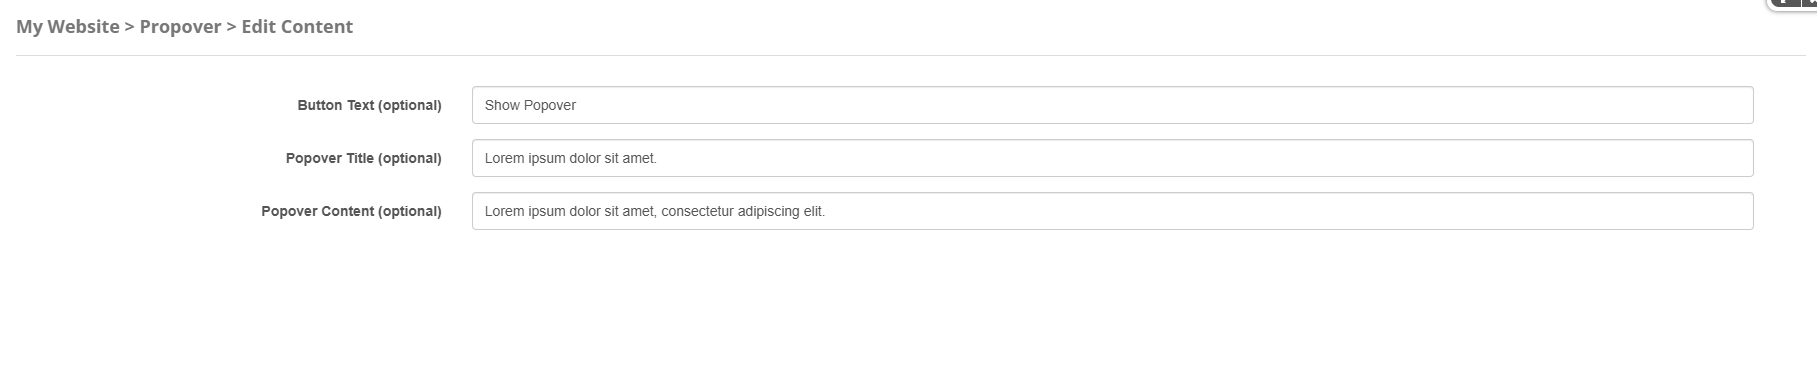 My Website > Propover > Edit Content
Button Text (optional) Show Popover
Popover Title (optional) Lorem ipsum dolor sit amet.
Popover Content (optional) Lorem ipsum dolor sit amet, consectetur adipiscing elit.